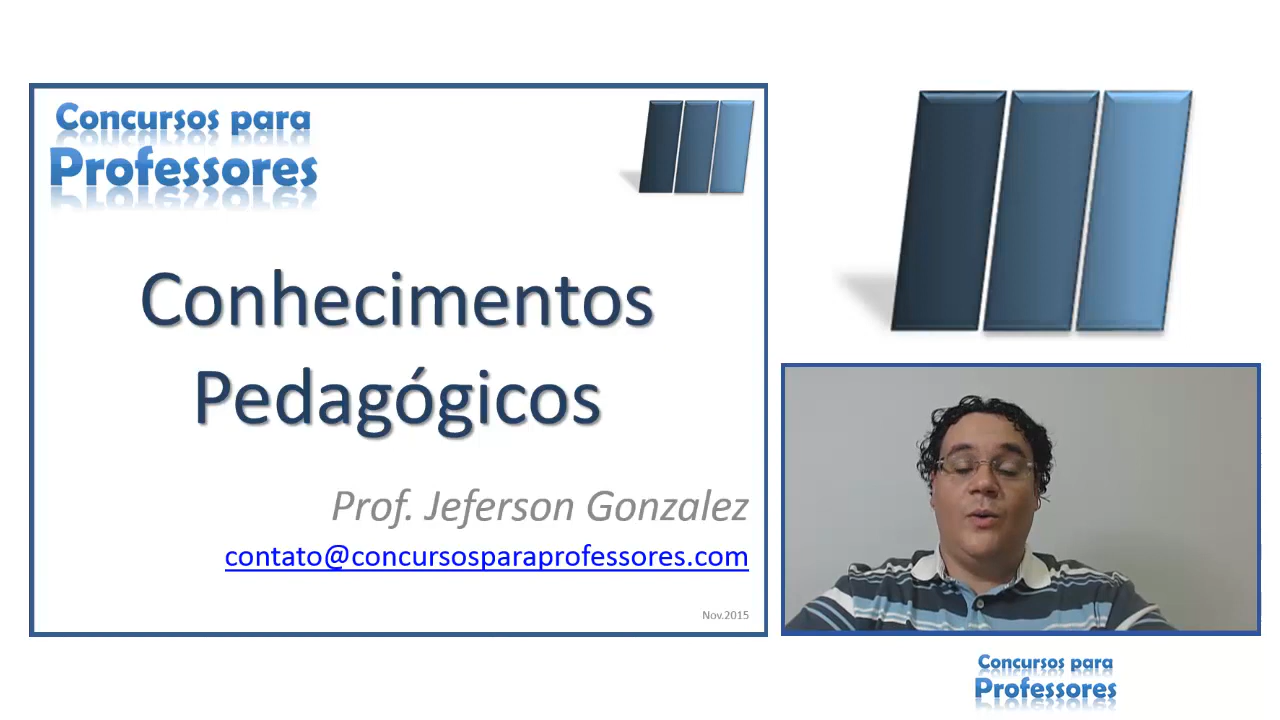 Concursos para
Professores
Conhecimentos
Pedagógicos
Prof. Jeferson Gonzalez
contato@concursosparaprofessores.com
Nov.2015
Concursos para
Professores